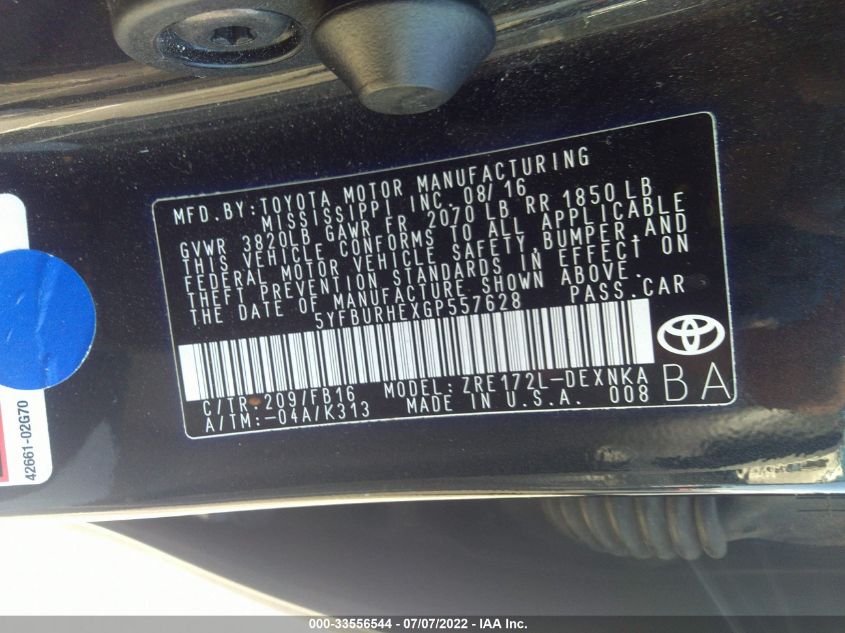 MFD.BY:TOYOTA MOTOR MANUFACTURING
MISSISSIPPI INC. 08/16
GVWR 3820LB GAWR FR 2070 LB RR 1850 LB
THIS VEHICLE CONFORMS TO ALL APPLICABLE
FEDERAL MOTOR VEHICLE SAFETY,BUMPER,AND
THEFT PREVENTION STANDARDS IN EFFECT ON
THE DATE OF MANUFACTURE SHOWN ABOVE.
5YFBURHEXGP557628 PASS.CAR
C/TR:209/FB16 MODEL:ZRE172L-DEXNKA
A/TM:-04A/K313 MADE IN U.S.A. 008
BA
42661-02G70
000-33556544 / 07/07/2022 - IAA Inc.